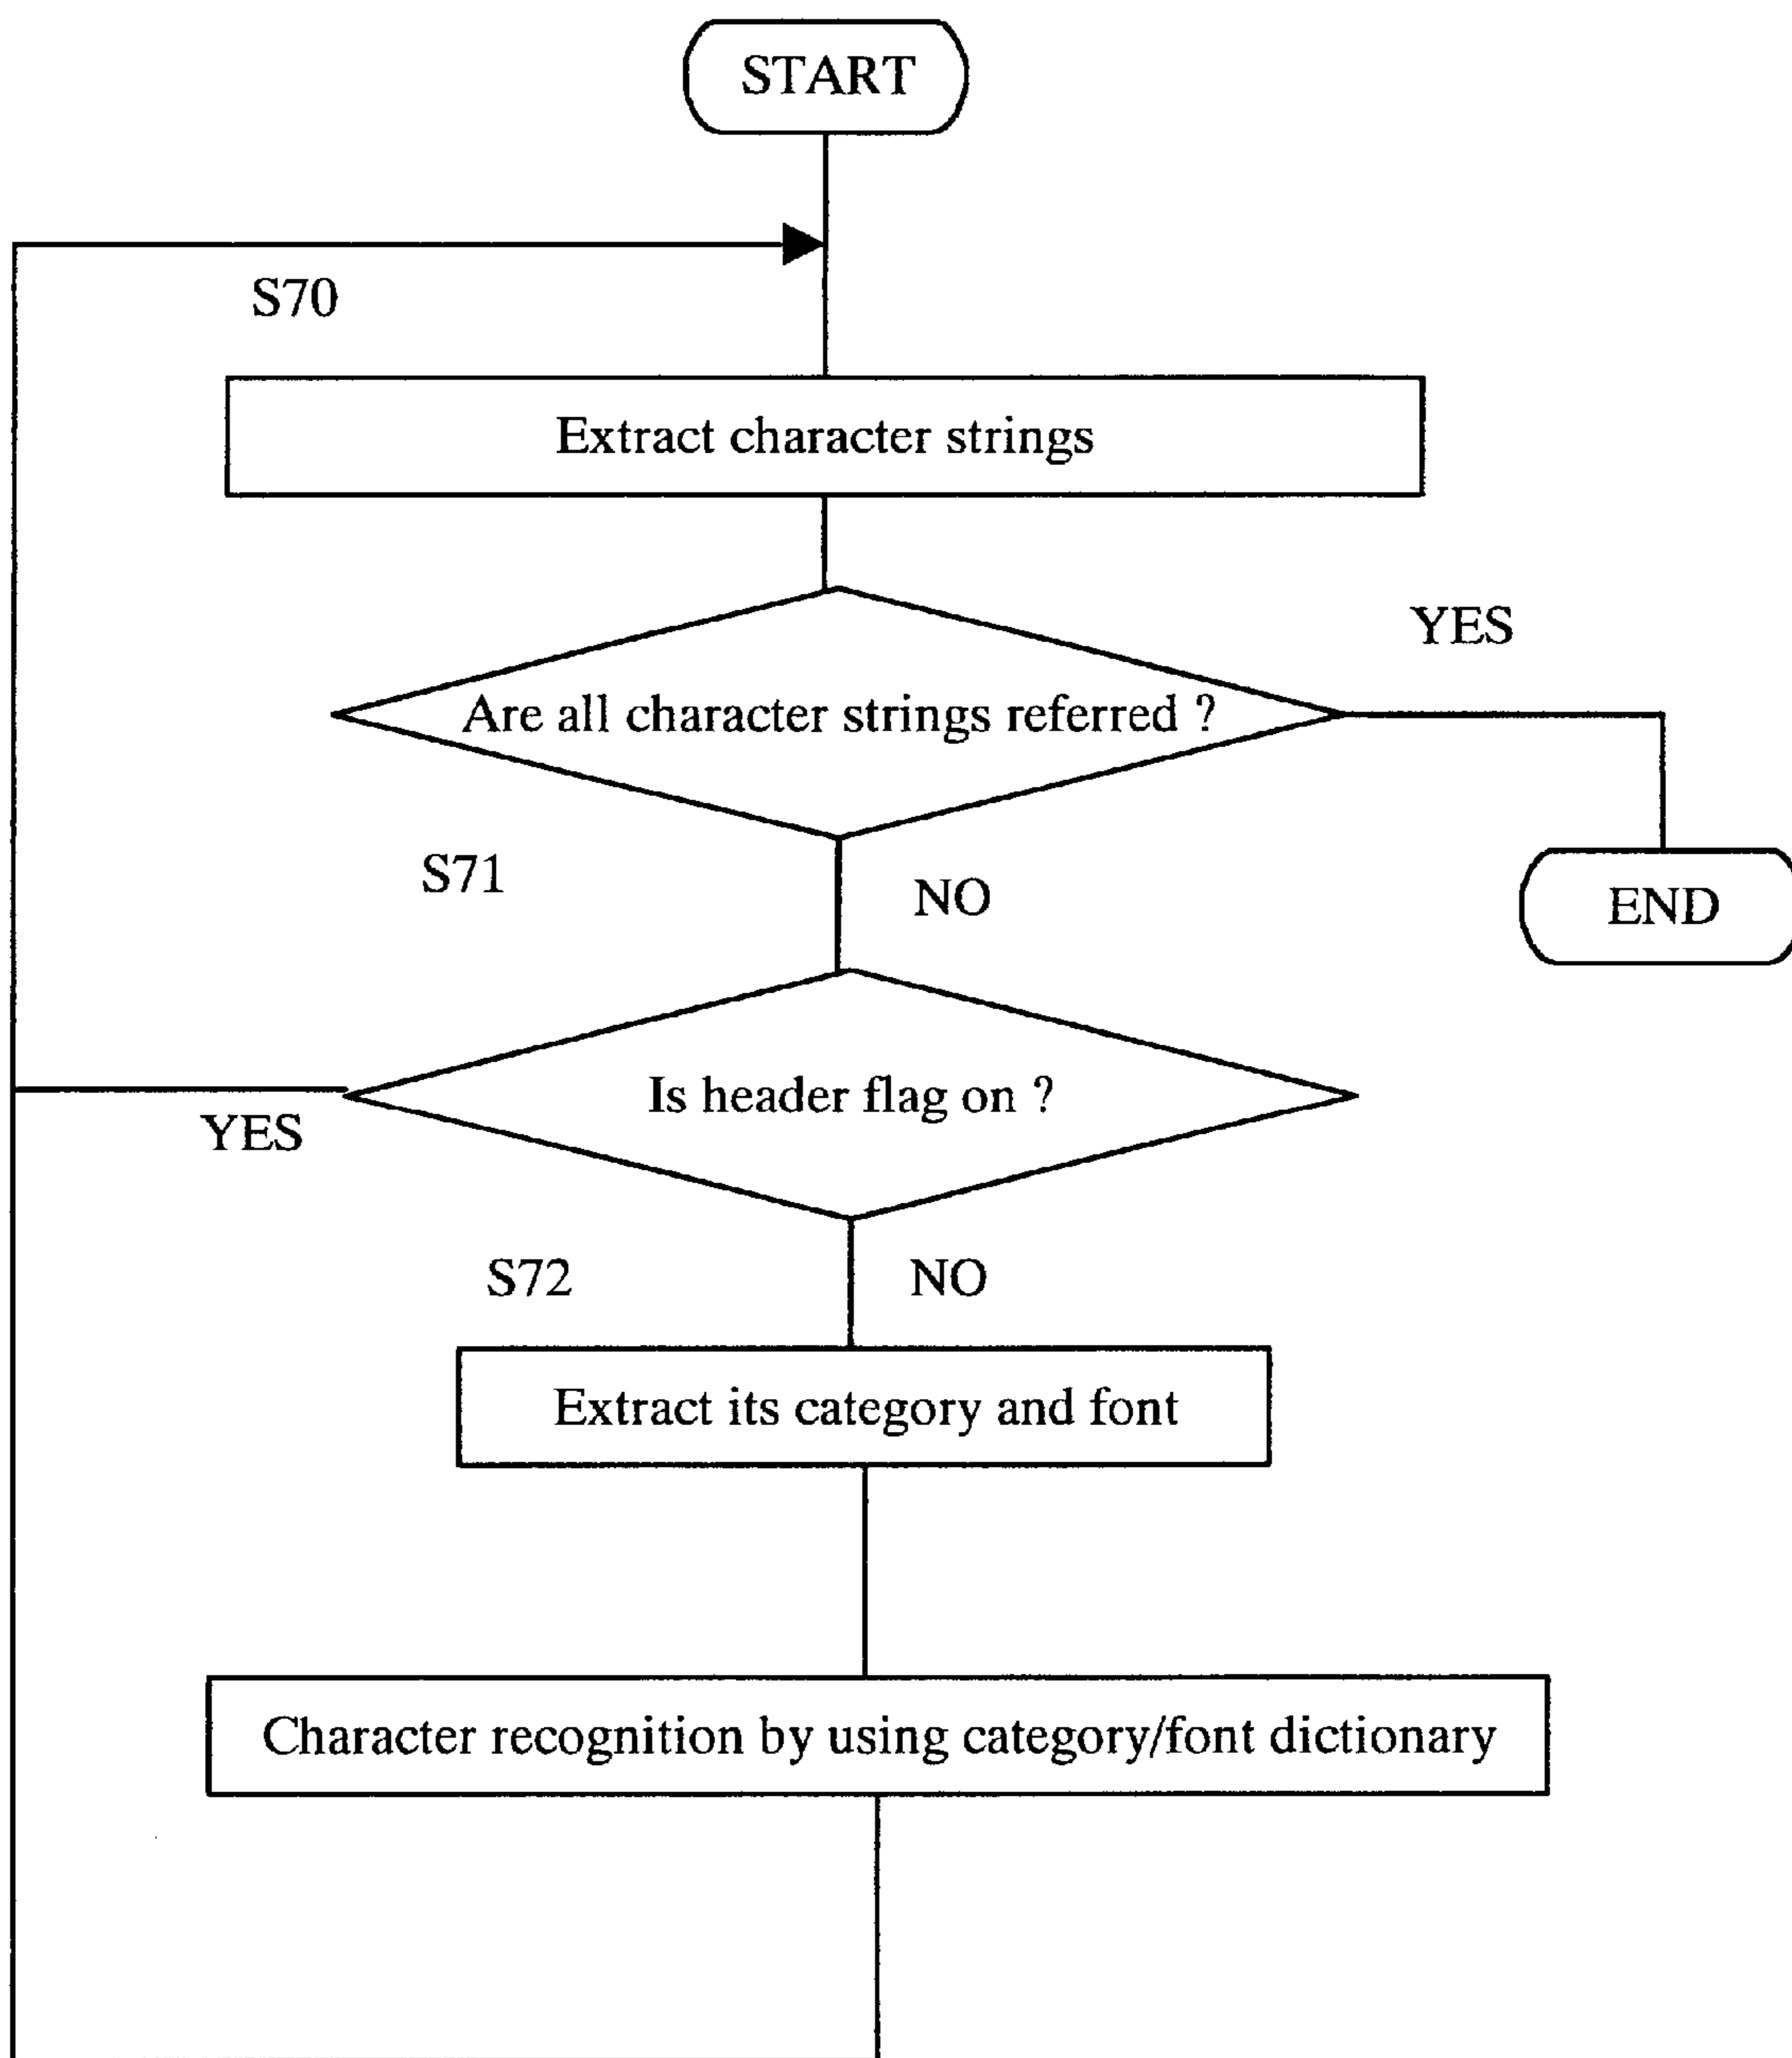 START
S70
Extract character strings
YES
Are all character strings referred ?
S71
NO
END
Is header flag on ?
YES
S72
NO
Extract its category and font
Character recognition by using category/font dictionary